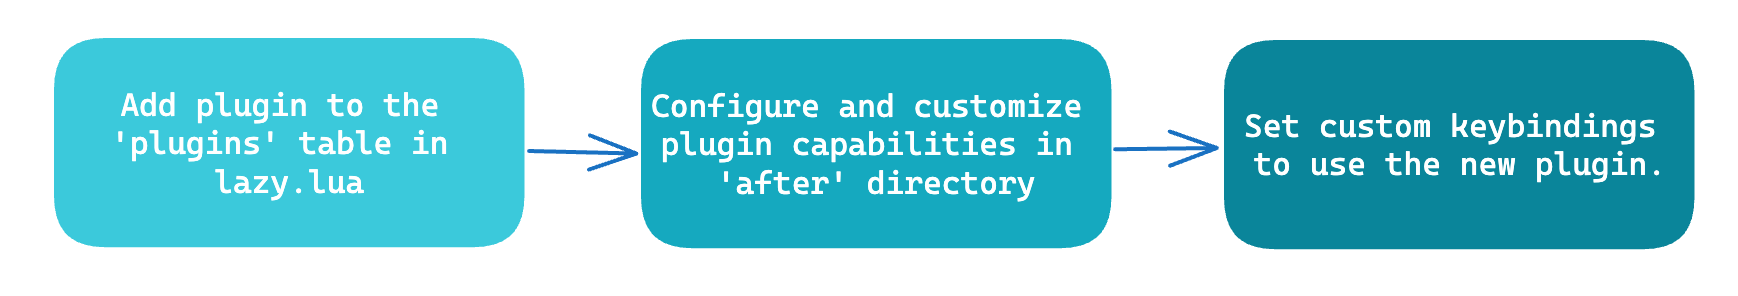 Add plugin to the
'plugins' table in
lazy.lua
Configure and customize
plugin capabilities in
'after' directory
Set custom keybindings
to use the new plugin.